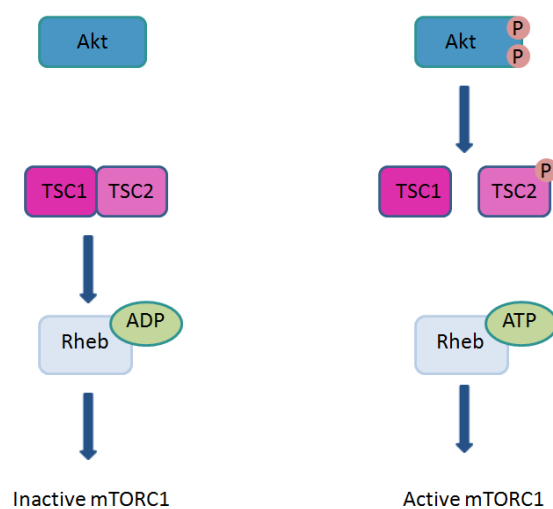 Akt
Akt
P
P
TSC1
TSC2
TSC1
TSC2
P
ADP
Rheb
ATP
Rheb
Inactive mTORC1
Active mTORC1